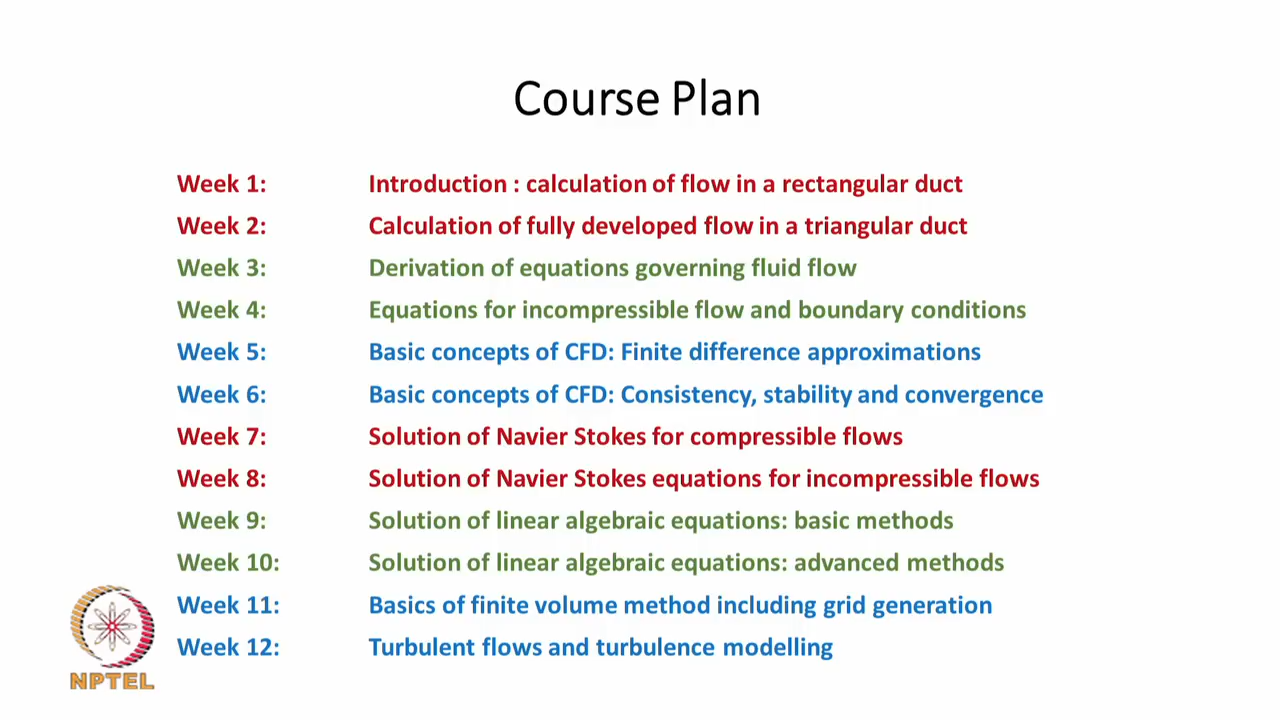 Course Plan
Week 1: Introduction : calculation of flow in a rectangular duct
Week 2: Calculation of fully developed flow in a triangular duct
Week 3: Derivation of equations governing fluid flow
Week 4: Equations for incompressible flow and boundary conditions
Week 5: Basic concepts of CFD: Finite difference approximations
Week 6: Basic concepts of CFD: Consistency, stability and convergence
Week 7: Solution of Navier Stokes for compressible flows
Week 8: Solution of Navier Stokes equations for incompressible flows
Week 9: Solution of linear algebraic equations: basic methods
Week 10: Solution of linear algebraic equations: advanced methods
Week 11: Basics of finite volume method including grid generation
Week 12: Turbulent flows and turbulence modelling
NPTEL